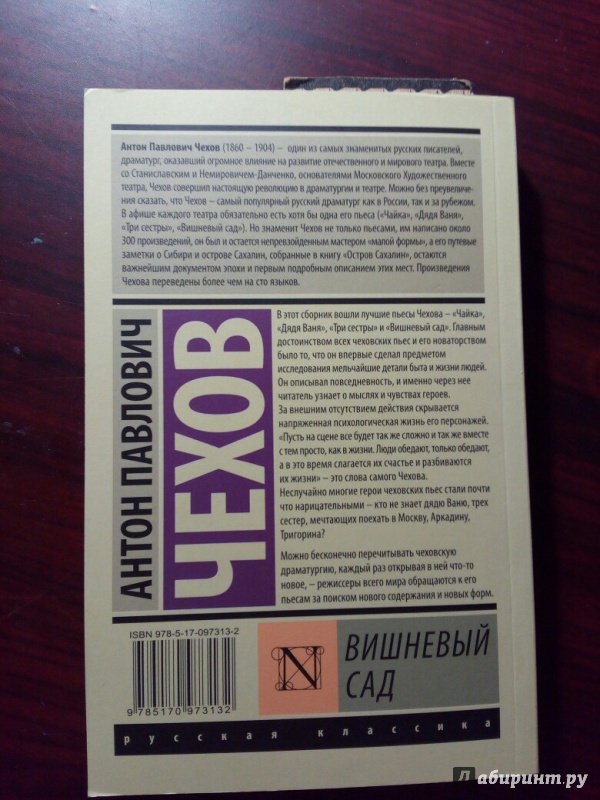 Антон Павлович Чехов (1860 – 1904) – один из самых знаменитых русских писателей,
драматург, оказавший огромное влияние на развитие отечественного и мирового театра. Вместе
со Станиславским и Немировичем-Данченко, основателями Московского Художественного
театра, Чехов совершил настоящую революцию в драматургии и театре. Можно без преувеличе-
ния сказать, что Чехов – самый популярный русский драматург как в России, так и за рубежом.
В афише каждого театра обязательно есть хотя бы одна его пьеса («Чайка», «Дядя Ваня»,
«Три сестры», «Вишневый сад»). Но знаменит Чехов не только пьесами, им написано около
300 произведений, он был и остается непревзойденным мастером «малой формы», а его путевые
заметки о Сибири и острове Сахалин, собранные в книгу «Остров Сахалин», остаются
важнейшим документом эпохи и первым подробным описанием этих мест. Произведения
Чехова переведены более чем на сто языков.
АНТОН ПАВЛОВИЧ
ЧЕХОВ
В этот сборник вошли лучшие пьесы Чехова – «Чайка»,
«Дядя Ваня», «Три сестры» и «Вишневый сад». Главным
достоинством всех чеховских пьес и его новаторством
было то, что он впервые сделал предметом
исследования мельчайшие детали быта и жизни людей.
Он описывал повседневность, и именно через нее
читатель узнает о мыслях и чувствах героев.
За внешним отсутствием действия скрывается
напряженная психологическая жизнь его персонажей.
«Пусть на сцене все будет так же сложно и так же вместе
с тем просто, как в жизни. Люди обедают, только обедают,
а в это время слагается их счастье и разбиваются
их жизни» – это слова самого Чехова.
Неслучайно многие герои чеховских пьес стали почти
что нарицательными – кто не знает дядю Ваню, трех
сестер, мечтающих поехать в Москву, Аркадину,
Тригорина?
Можно бесконечно перечитывать чеховскую
драматургию, каждый раз открывая в ней что-то
новое, – режиссеры всего мира обращаются к его
пьесам за поиском нового содержания и новых форм.
ISBN 978-5-17-097313-2
9 785170 973132
N
ВИШНЕВЫЙ
САД
русская классика
Лабиринт.ру